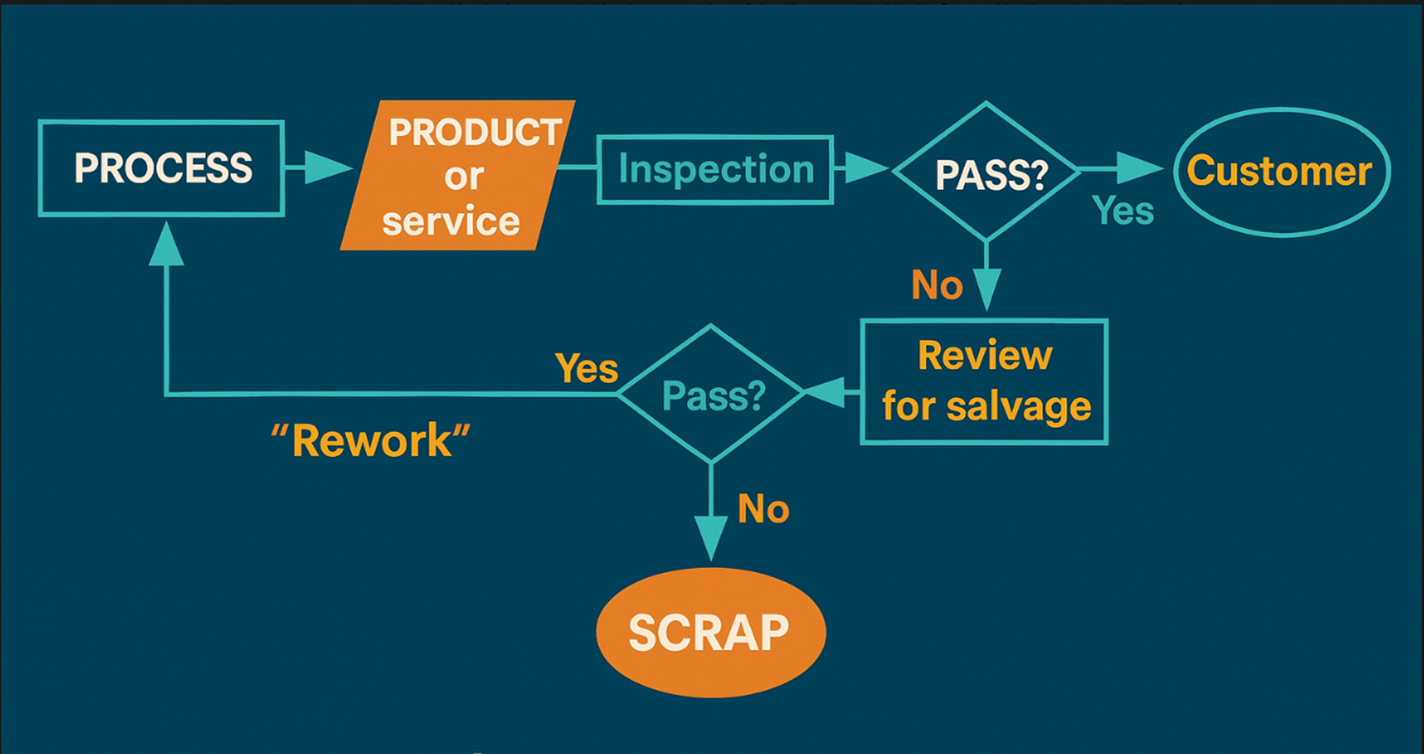 PROCESS
PRODUCT
or
service
Inspection
PASS?
Yes
Customer
No
Review
for salvage
Pass?
Yes
“Rework”
No
SCRAP